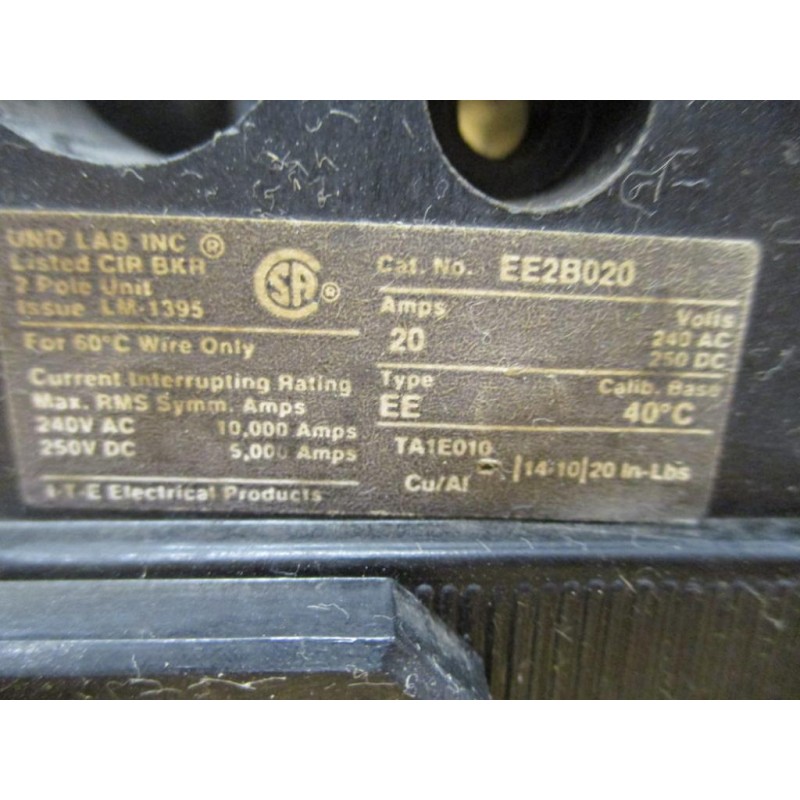 UND LAB INC ®
Listed CIR BKR
2 Pole Unit
Issue LM-1395
SA ®
For 60°C Wire Only
Current Interrupting Rating
Max. RMS Symm. Amps
240V AC 10,000 Amps
250V DC 5,000 Amps
I-T-E Electrical Products
Cat. No. EE2B020
Amps Volts
20 240 AC
250 DC
Type Calib. Base
EE 40°C
TA1E010
Cu/Al |14-10|20 In-Lbs
GT-